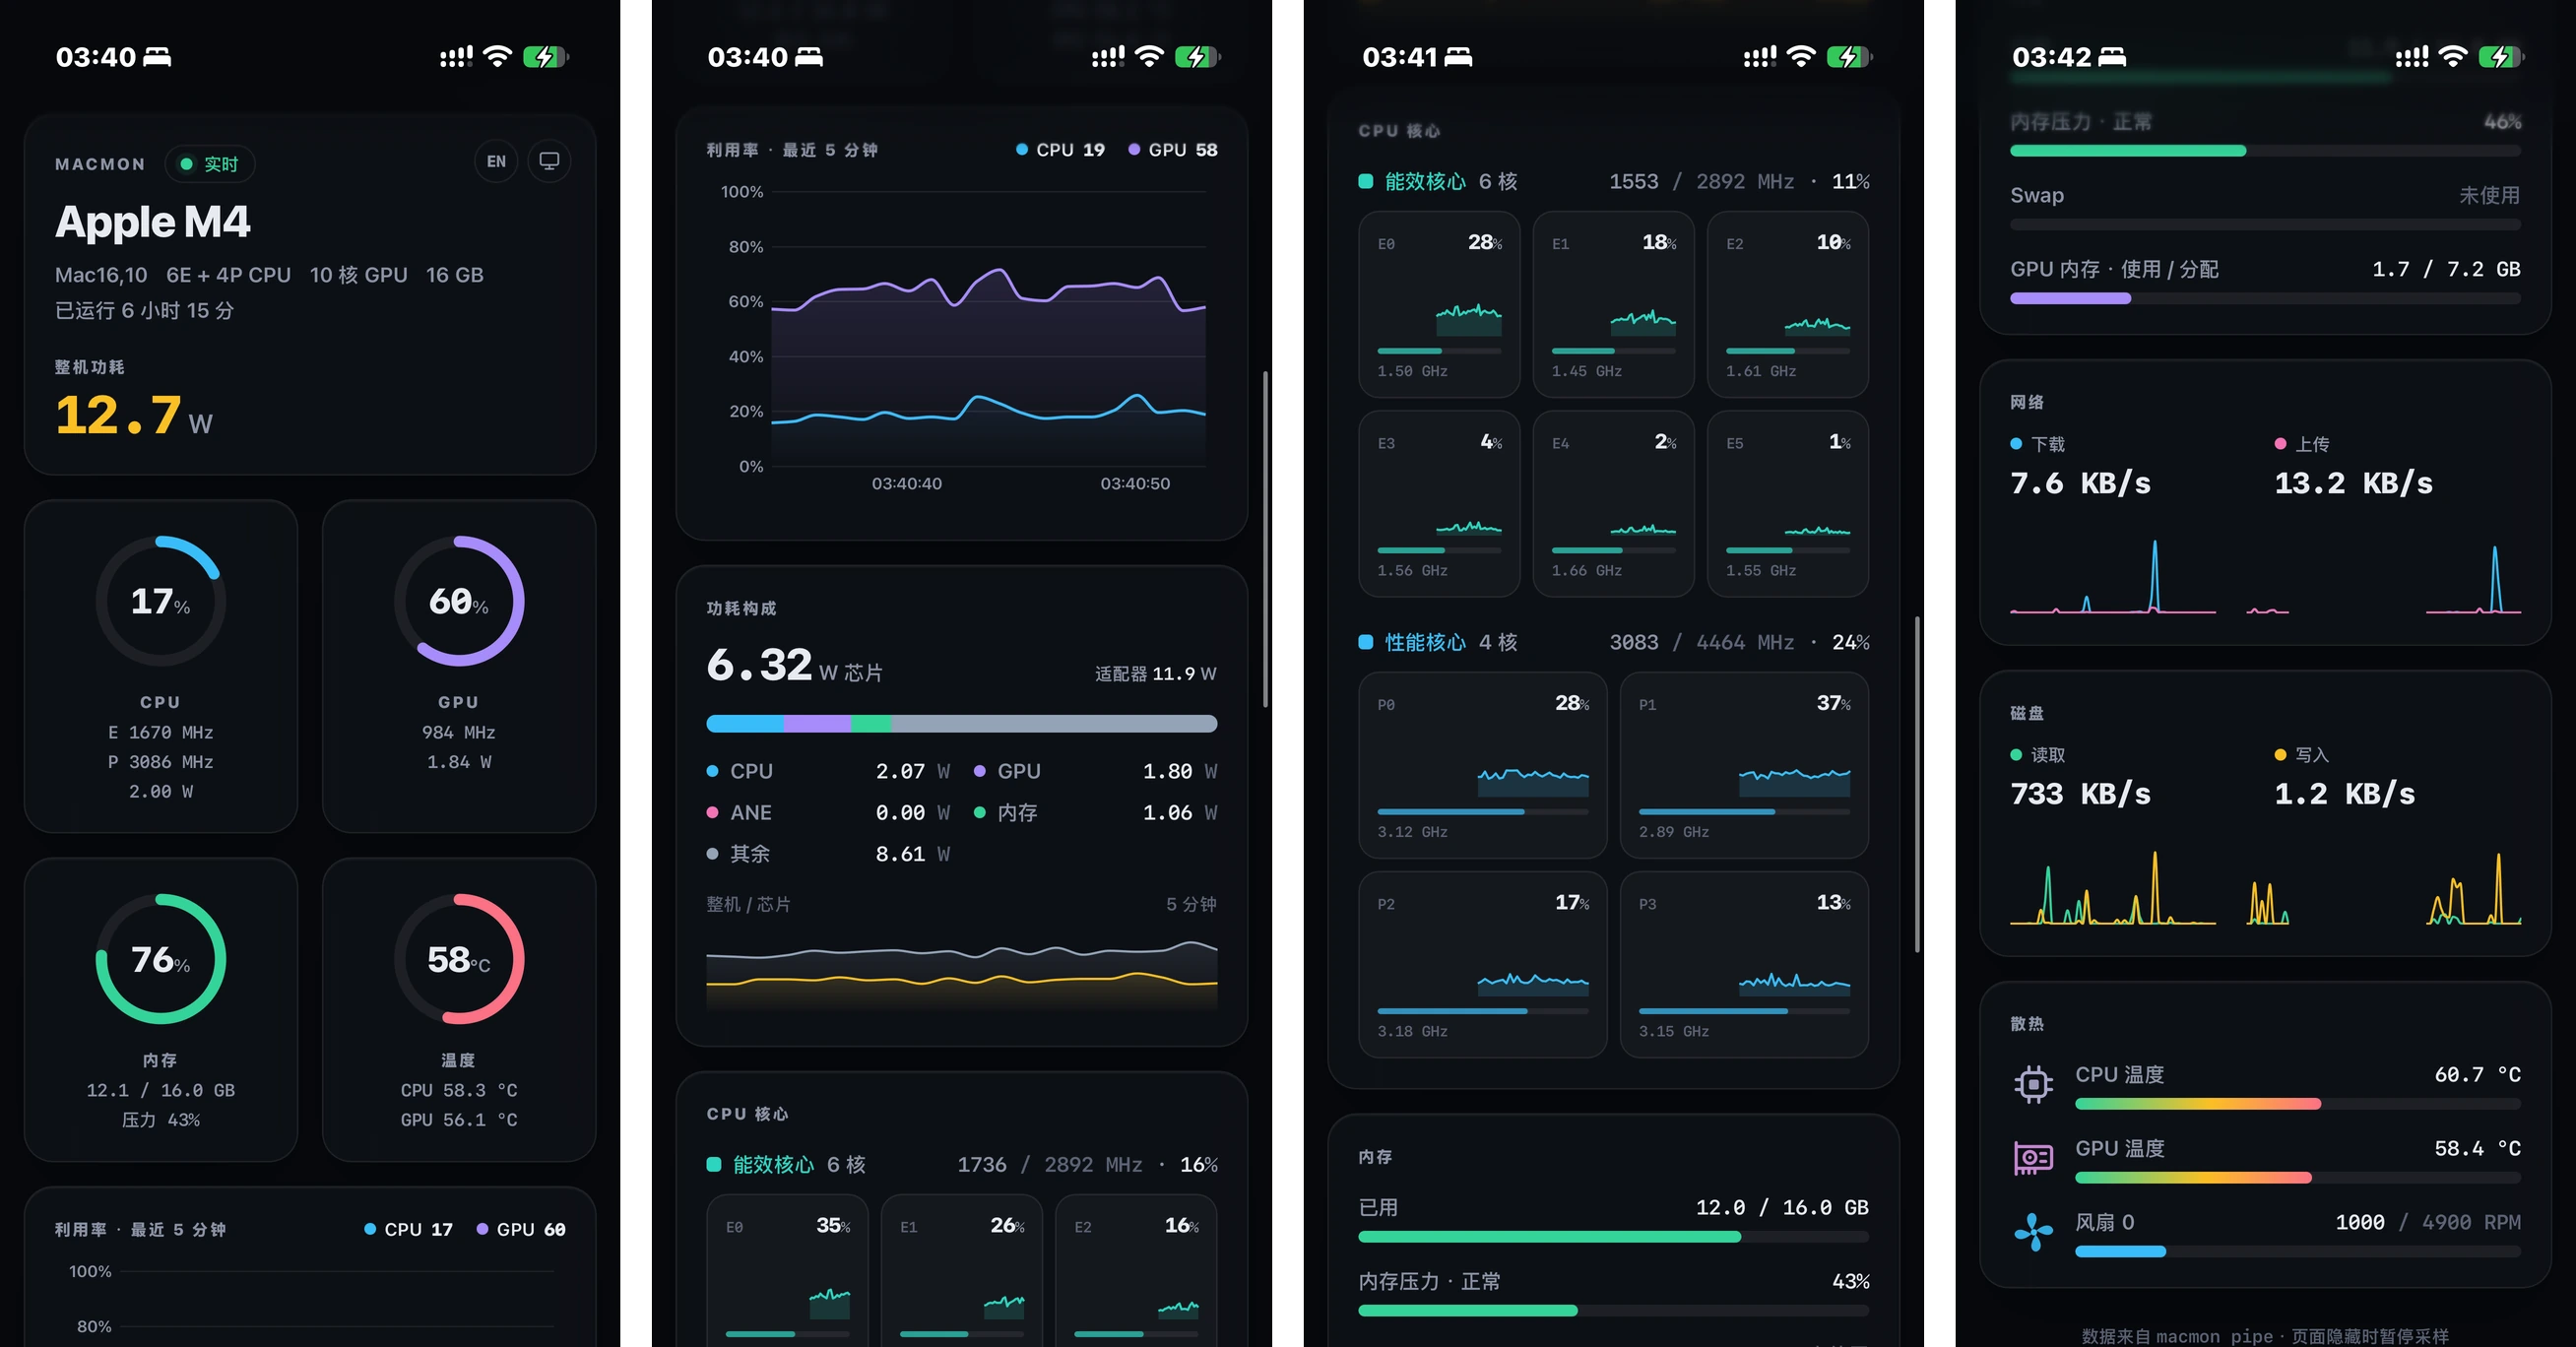 03:40
MACMON 实时 EN
Apple M4
Mac16,10 6E + 4P CPU 10 核 GPU 16 GB
已运行 6 小时 15 分
整机功耗
12.7 W
17%
CPU
E 1670 MHz
P 3086 MHz
2.00 W
60%
GPU
984 MHz
1.84 W
76%
内存
12.1 / 16.0 GB
压力 43%
58°C
温度
CPU 58.3 °C
GPU 56.1 °C
利用率 · 最近 5 分钟 CPU 17 GPU 60
100%
80%
03:40
利用率 · 最近 5 分钟 CPU 19 GPU 58
100%
80%
60%
40%
20%
0%
03:40:40 03:40:50
功耗构成
6.32 W 芯片 适配器 11.9 W
CPU 2.07 W GPU 1.80 W
ANE 0.00 W 内存 1.06 W
其余 8.61 W
整机 / 芯片 5 分钟
CPU 核心
能效核心 6 核 1736 / 2892 MHz · 16%
E0 35% E1 26% E2 16%
03:41
CPU 核心
能效核心 6 核 1553 / 2892 MHz · 11%
E0 28% E1 18% E2 10%
1.50 GHz 1.45 GHz 1.61 GHz
E3 4% E4 2% E5 1%
1.56 GHz 1.66 GHz 1.55 GHz
性能核心 4 核 3083 / 4464 MHz · 24%
P0 28% P1 37%
3.12 GHz 2.89 GHz
P2 17% P3 13%
3.18 GHz 3.15 GHz
内存
已用 12.0 / 16.0 GB
内存压力 · 正常 43%
03:42
内存压力 · 正常 46%
Swap 未使用
GPU 内存 · 使用 / 分配 1.7 / 7.2 GB
网络
下载 上传
7.6 KB/s 13.2 KB/s
磁盘
读取 写入
733 KB/s 1.2 KB/s
散热
CPU 温度 60.7 °C
GPU 温度 58.4 °C
风扇 0 1000 / 4900 RPM
数据来自 macmon pipe · 页面隐藏时暂停采样